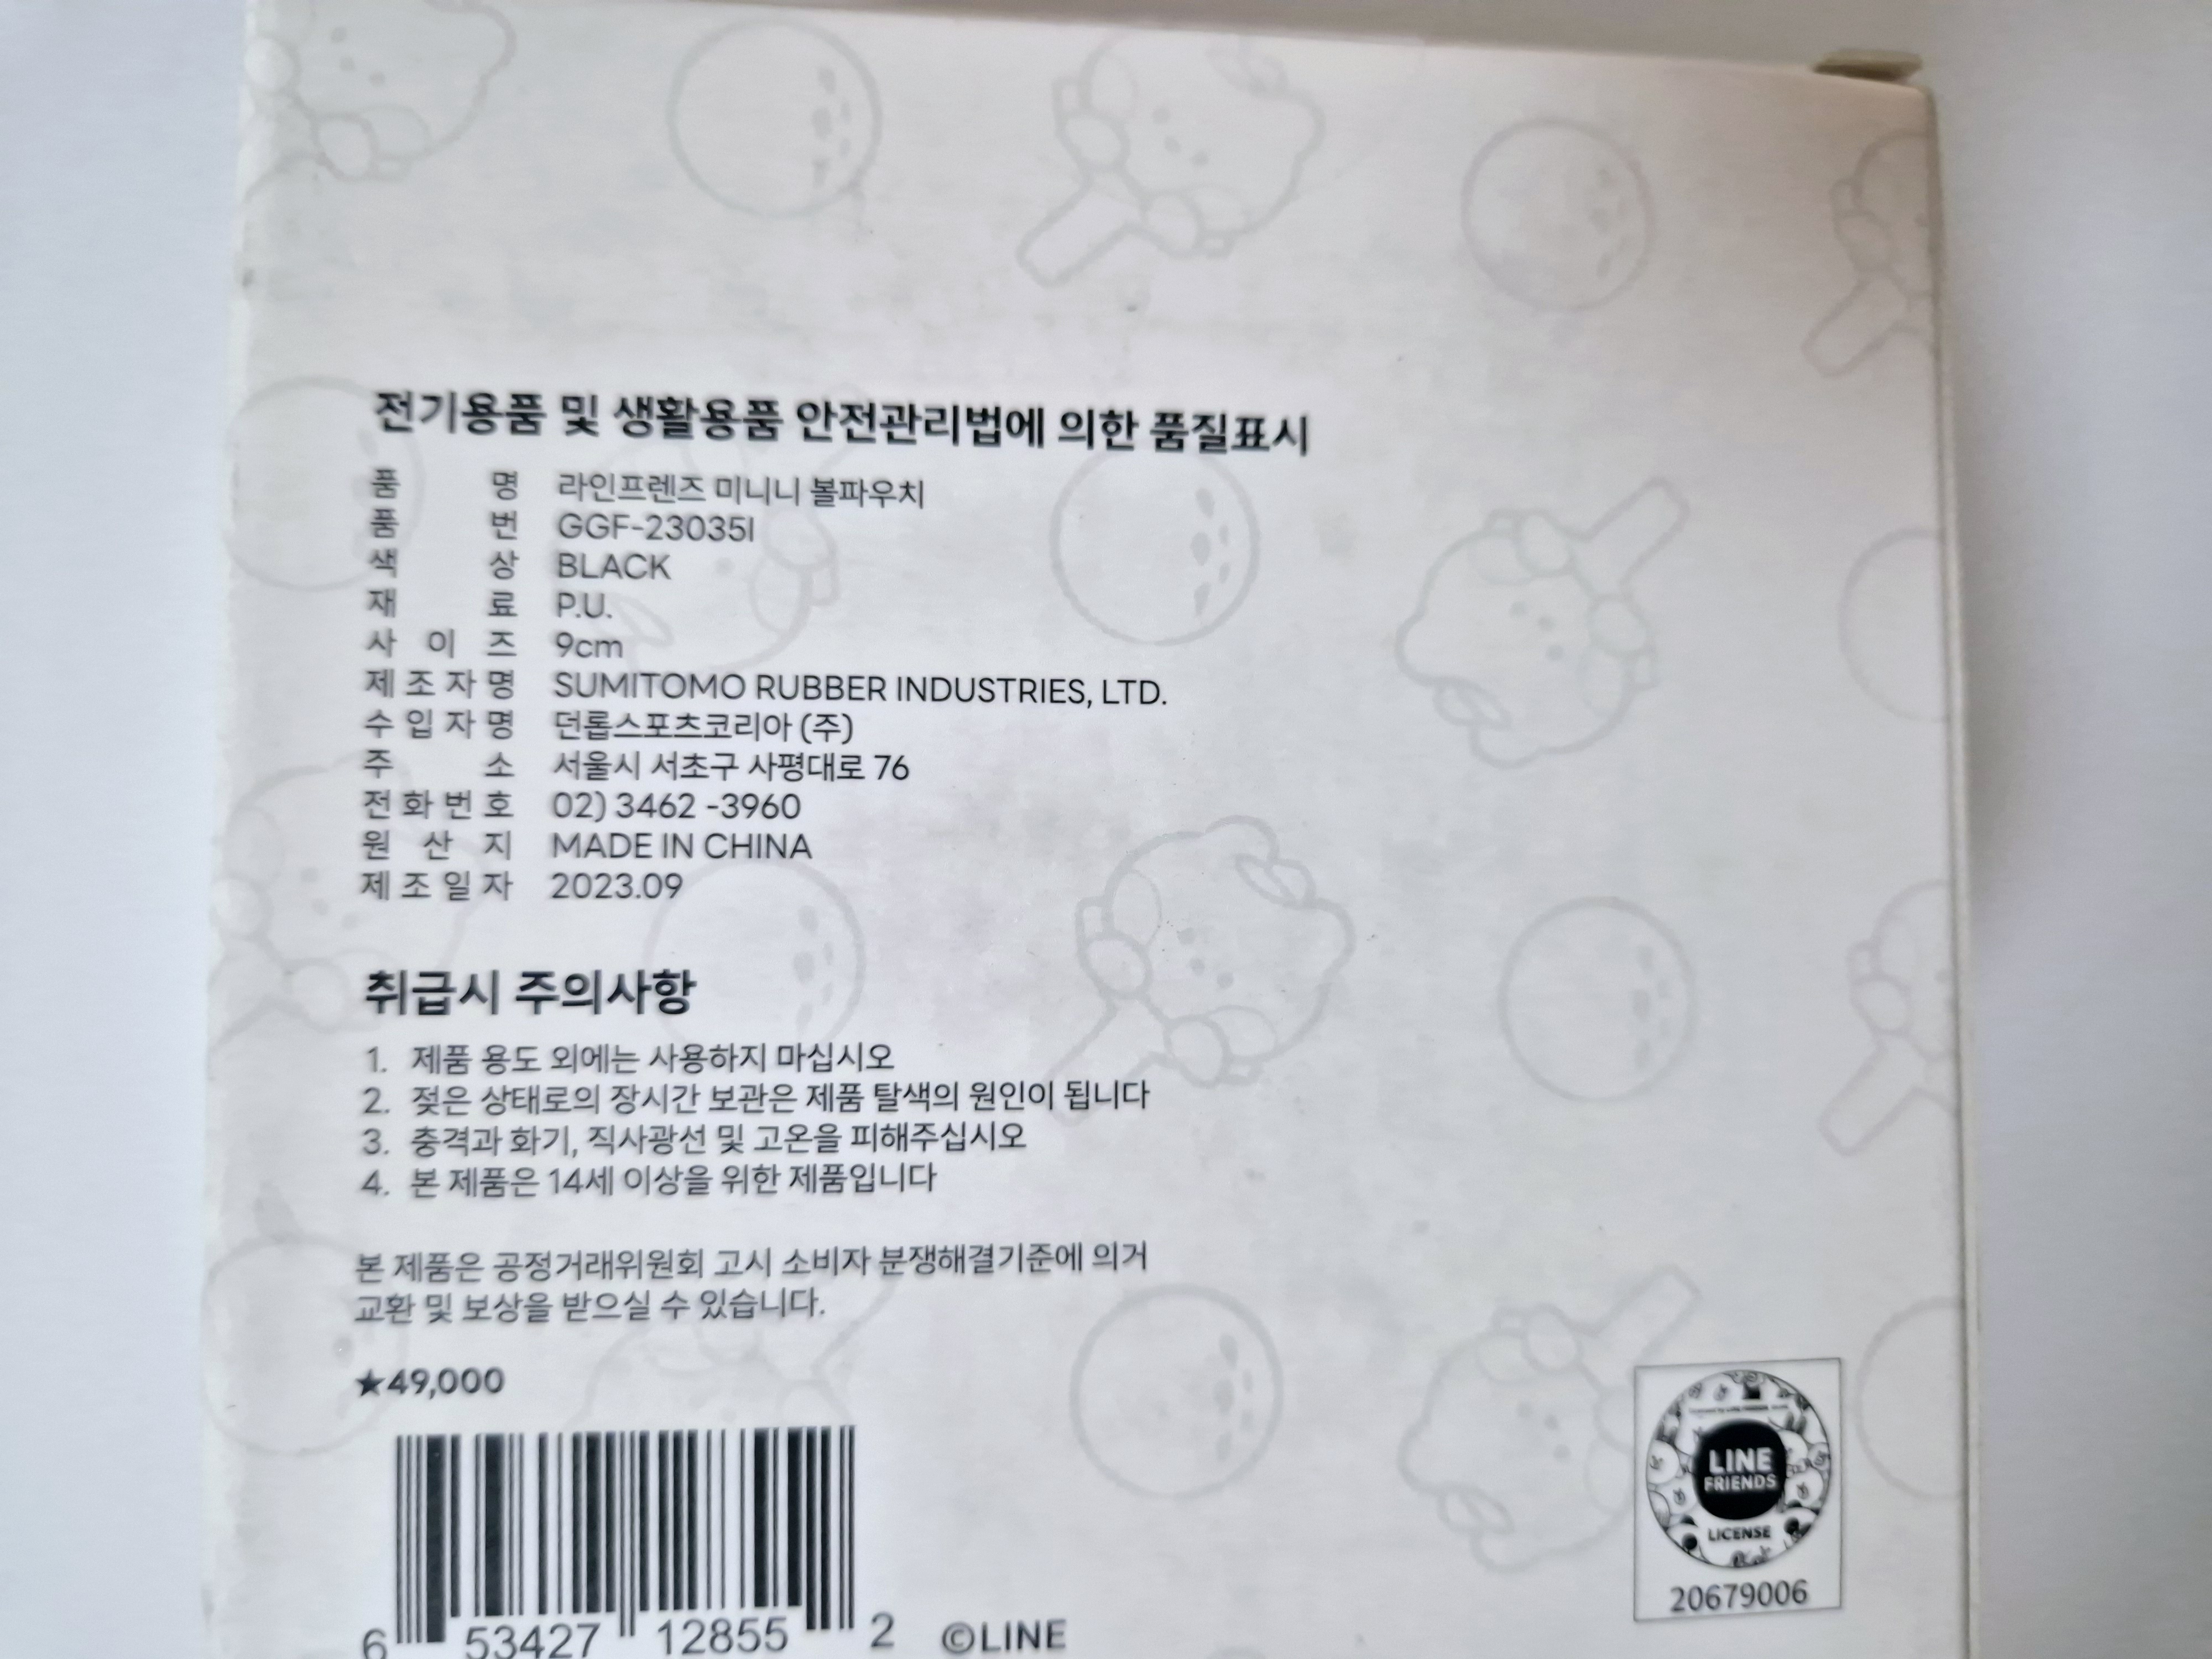 전기용품 및 생활용품 안전관리법에 의한 품질표시
품 명 라인프렌즈 미니니 볼파우치
품 번 GGF-23035I
색 상 BLACK
재 료 P.U.
사 이 즈 9cm
제 조 자 명 SUMITOMO RUBBER INDUSTRIES, LTD.
수 입 자 명 던롭스포츠코리아 (주)
주 소 서울시 서초구 사평대로 76
전 화 번 호 02) 3462 -3960
원 산 지 MADE IN CHINA
제 조 일 자 2023.09
취급시 주의사항
1. 제품 용도 외에는 사용하지 마십시오
2. 젖은 상태로의 장시간 보관은 제품 탈색의 원인이 됩니다
3. 충격과 화기, 직사광선 및 고온을 피해주십시오
4. 본 제품은 14세 이상을 위한 제품입니다
본 제품은 공정거래위원회 고시 소비자 분쟁해결기준에 의거
교환 및 보상을 받으실 수 있습니다.
★49,000
6 53427 12855 2
©LINE
LINE
FRIENDS
LICENSE
20679006